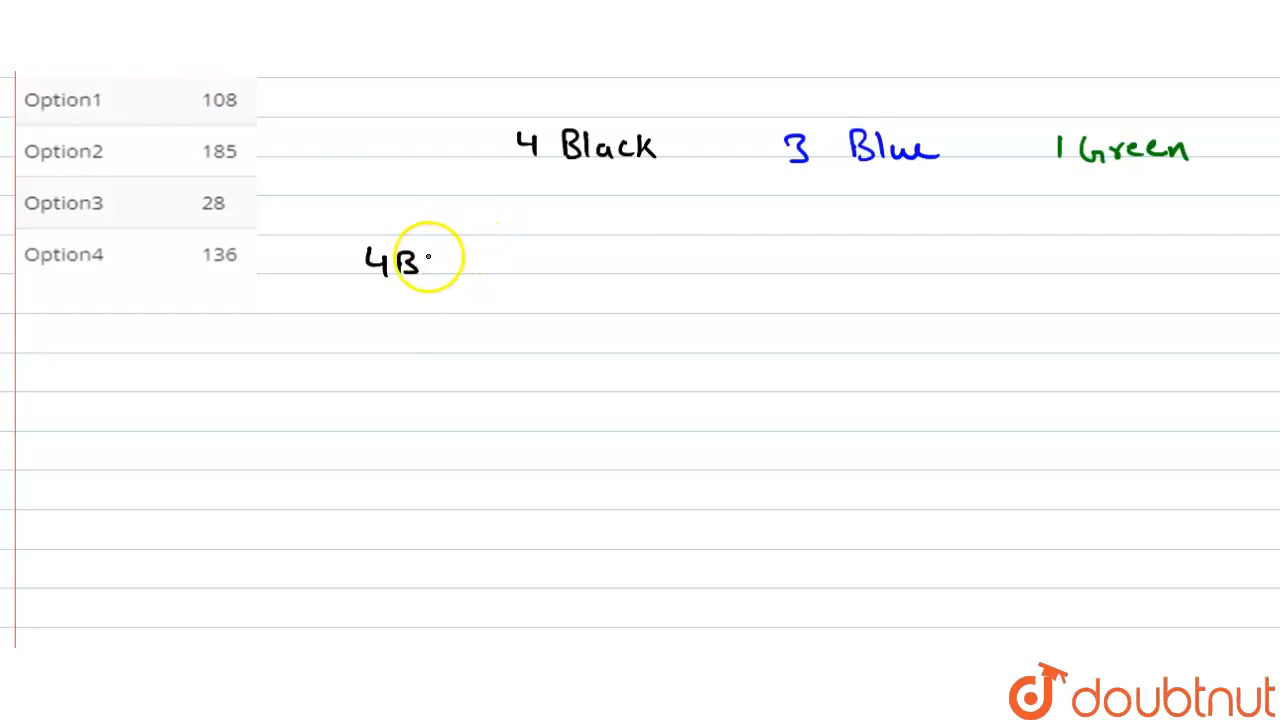 Option1 108
4 Black 3 Blue 1 Green
Option2 185
Option3 28
Option4 136
4B
doubtnut